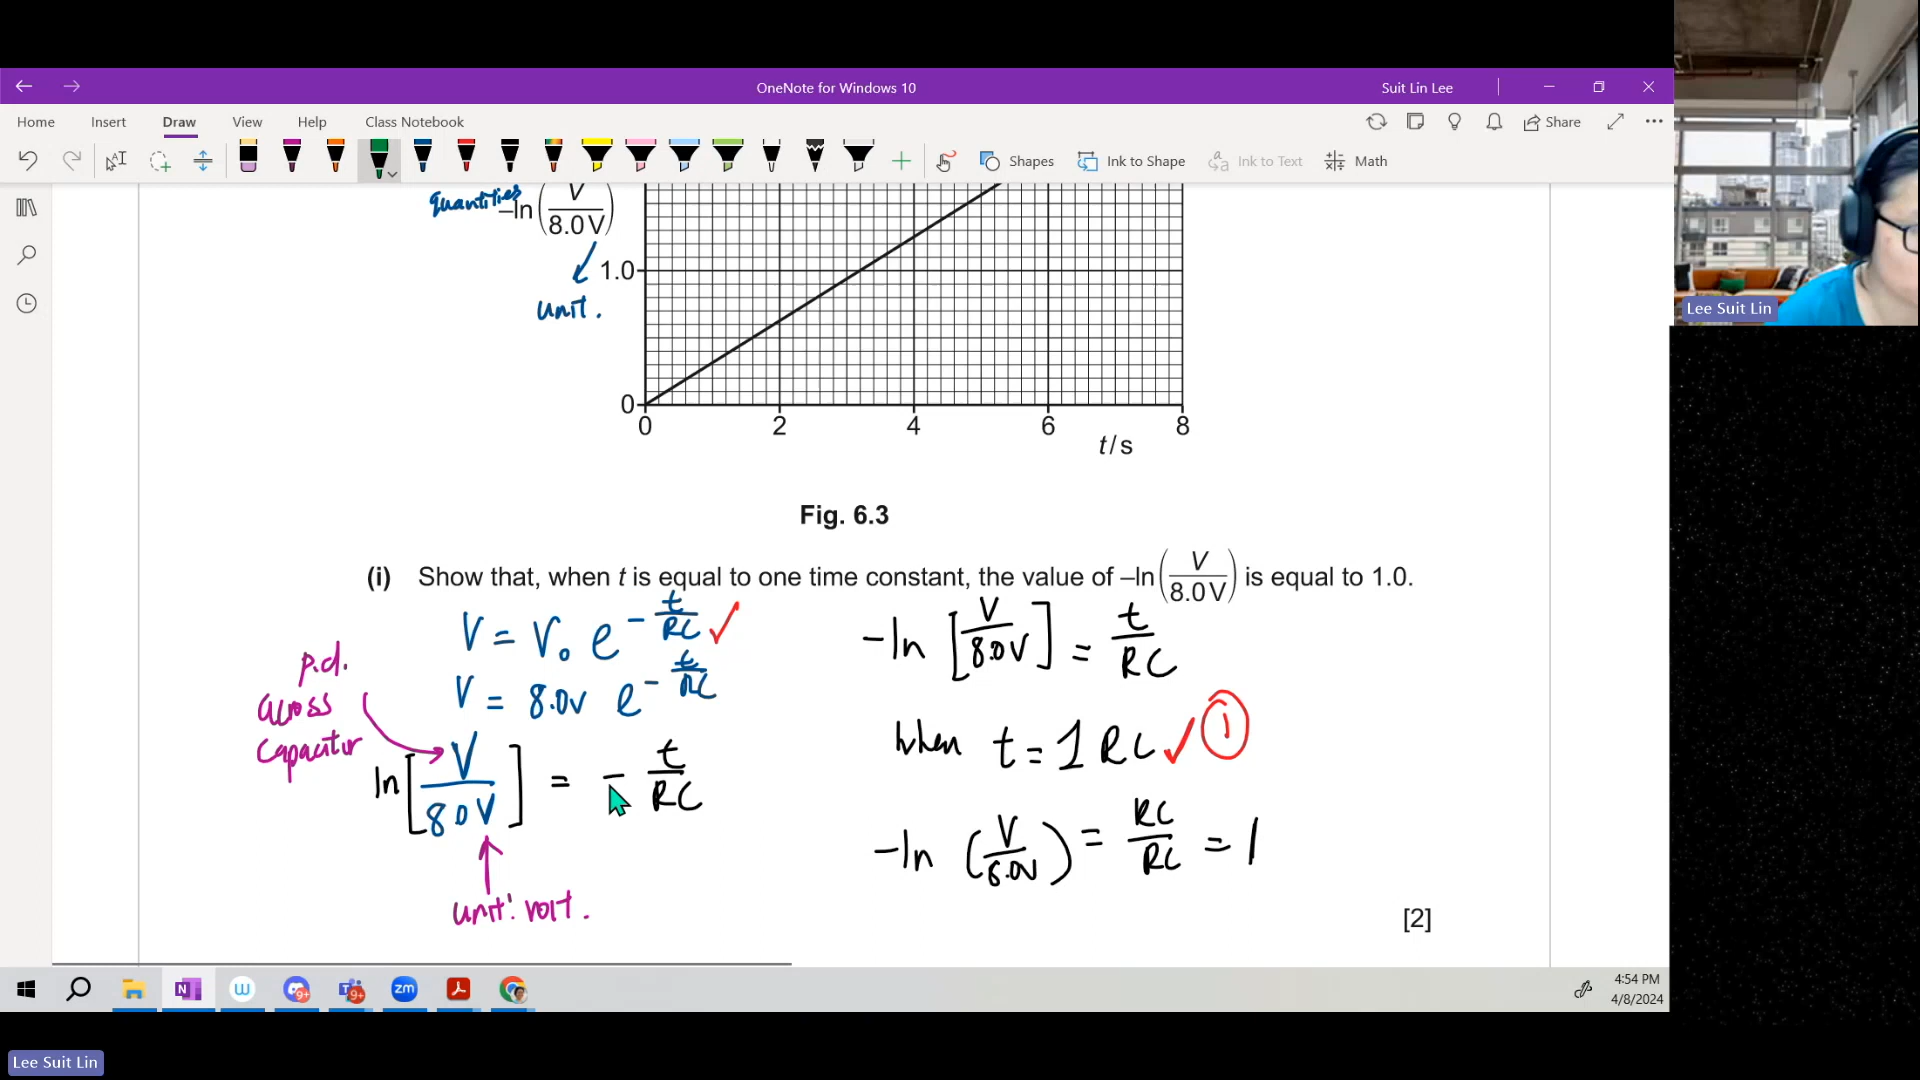 OneNote for Windows 10
Suit Lin Lee
Home Insert Draw View Help Class Notebook
Share
Shapes Ink to Shape Ink to Text Math
quantities
–ln(V/8.0 V)
1.0
unit.
0
0 2 4 6 8
t/s
Fig. 6.3
(i) Show that, when t is equal to one time constant, the value of –ln(V/8.0 V) is equal to 1.0.
V = V₀ e^(-t/RC) ✓
V = 8.0V e^(-t/RC)
p.d. across capacitor
ln[V/8.0V] = - t/RC
unit: volt.
-ln [V/8.0V] = t/RC
When t = 1 RC ✓ 1
-ln (V/8.0V) = RC/RC = 1
[2]
4:54 PM
4/8/2024
Lee Suit Lin
Lee Suit Lin